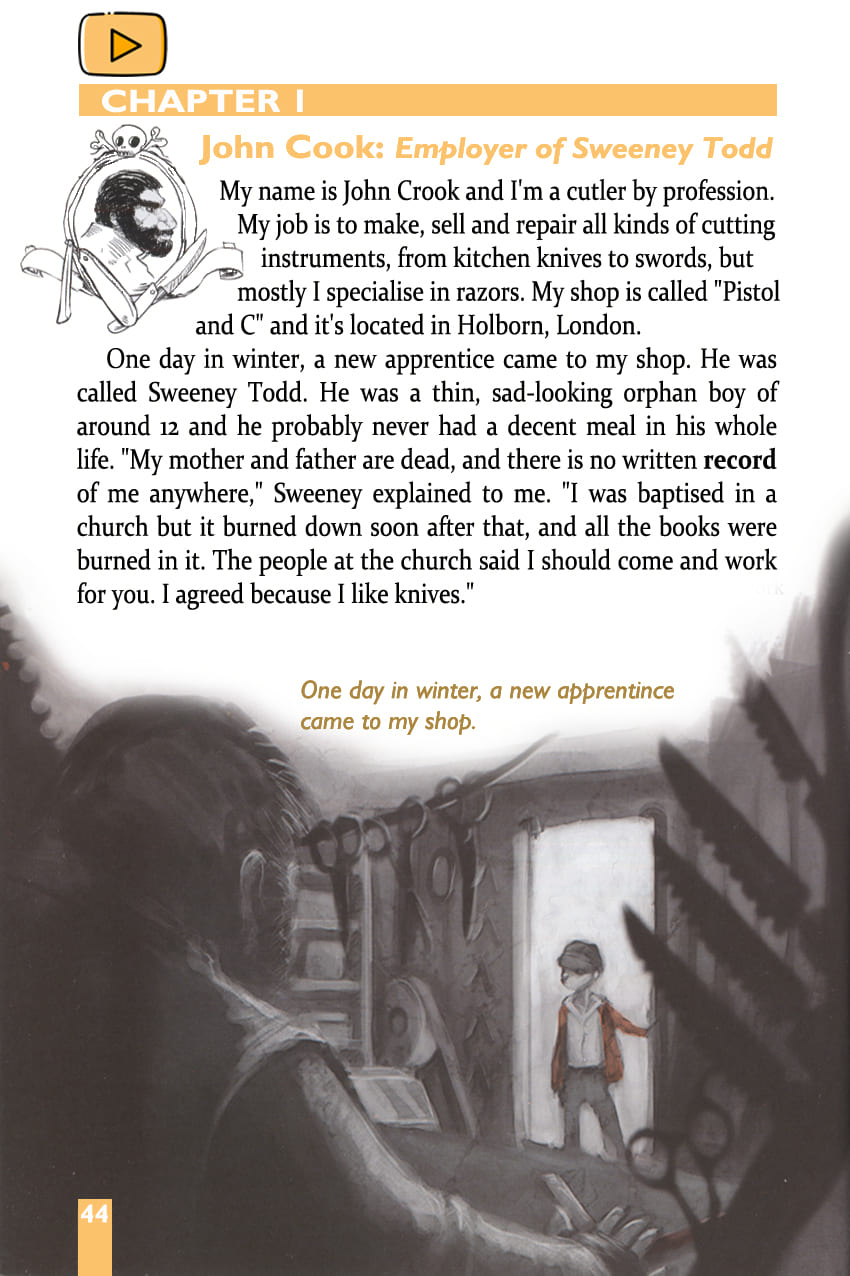 CHAPTER 1
John Cook: Employer of Sweeney Todd
My name is John Crook and I'm a cutler by profession.
My job is to make, sell and repair all kinds of cutting
instruments, from kitchen knives to swords, but
mostly I specialise in razors. My shop is called "Pistol
and C" and it's located in Holborn, London.
One day in winter, a new apprentice came to my shop. He was
called Sweeney Todd. He was a thin, sad-looking orphan boy of
around 12 and he probably never had a decent meal in his whole
life. "My mother and father are dead, and there is no written record
of me anywhere," Sweeney explained to me. "I was baptised in a
church but it burned down soon after that, and all the books were
burned in it. The people at the church said I should come and work
for you. I agreed because I like knives."
One day in winter, a new apprentince
came to my shop.
44